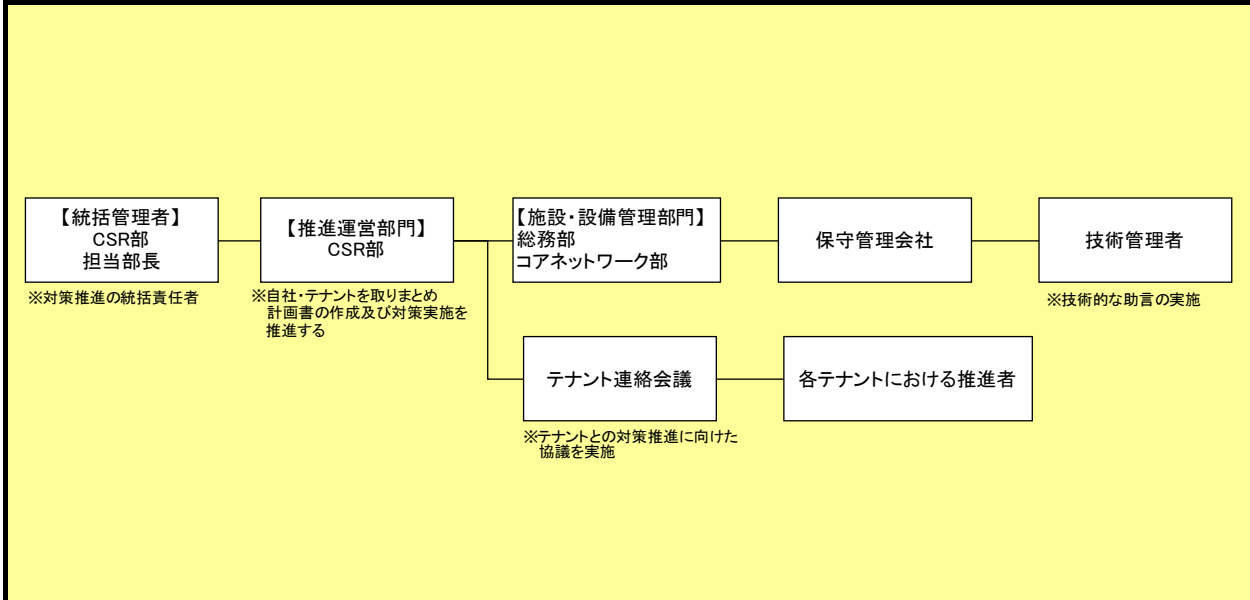 【統括管理者】
CSR部
担当部長
※対策推進の統括責任者
【推進運営部門】
CSR部
※自社・テナントを取りまとめ
計画書の作成及び対策実施を
推進する
【施設・設備管理部門】
総務部
コアネットワーク部
保守管理会社
技術管理者
※技術的な助言の実施
テナント連絡会議
※テナントとの対策推進に向けた
協議を実施
各テナントにおける推進者